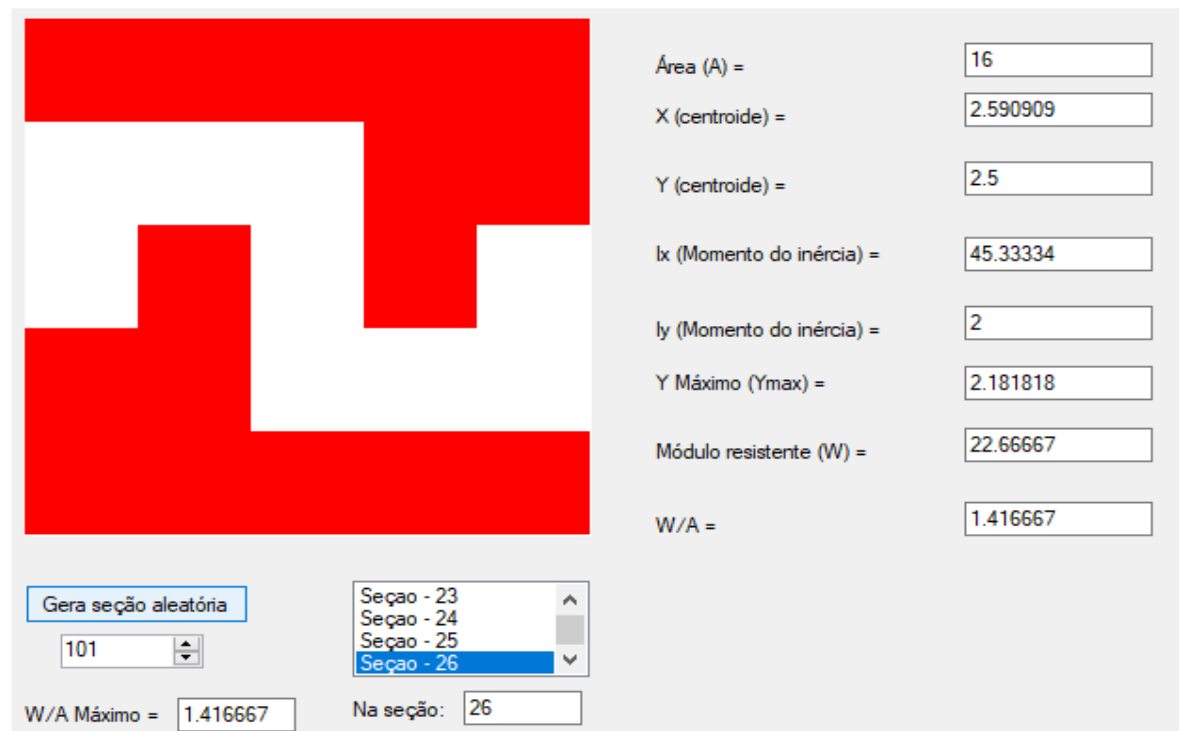 Área (A) = 16
X (centroide) = 2.590909
Y (centroide) = 2.5
Ix (Momento do inércia) = 45.33334
Iy (Momento do inércia) = 2
Y Máximo (Ymax) = 2.181818
Módulo resistente (W) = 22.66667
W/A = 1.416667
Gera seção aleatória
101
Seçao - 23
Seçao - 24
Seçao - 25
Seçao - 26
W/A Máximo = 1.416667
Na seção: 26